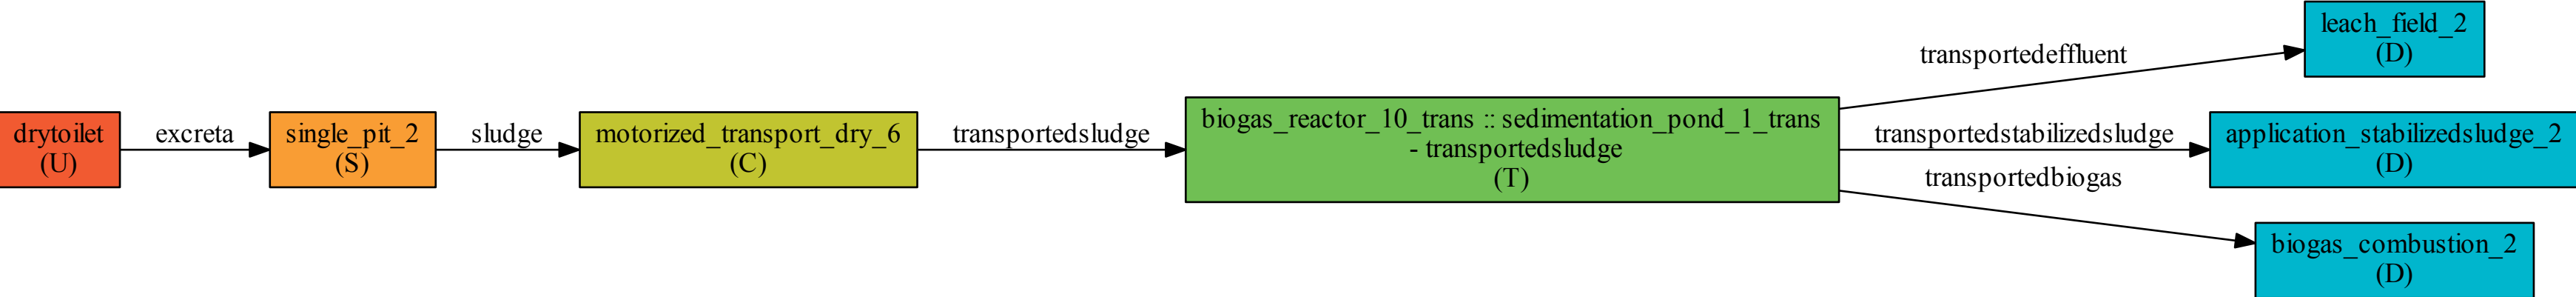 drytoilet
(U)
excreta
single_pit_2
(S)
sludge
motorized_transport_dry_6
(C)
transportedsludge
biogas_reactor_10_trans :: sedimentation_pond_1_trans
- transportedsludge
(T)
transportedeffluent
leach_field_2
(D)
transportedstabilizedsludge
application_stabilizedsludge_2
(D)
transportedbiogas
biogas_combustion_2
(D)